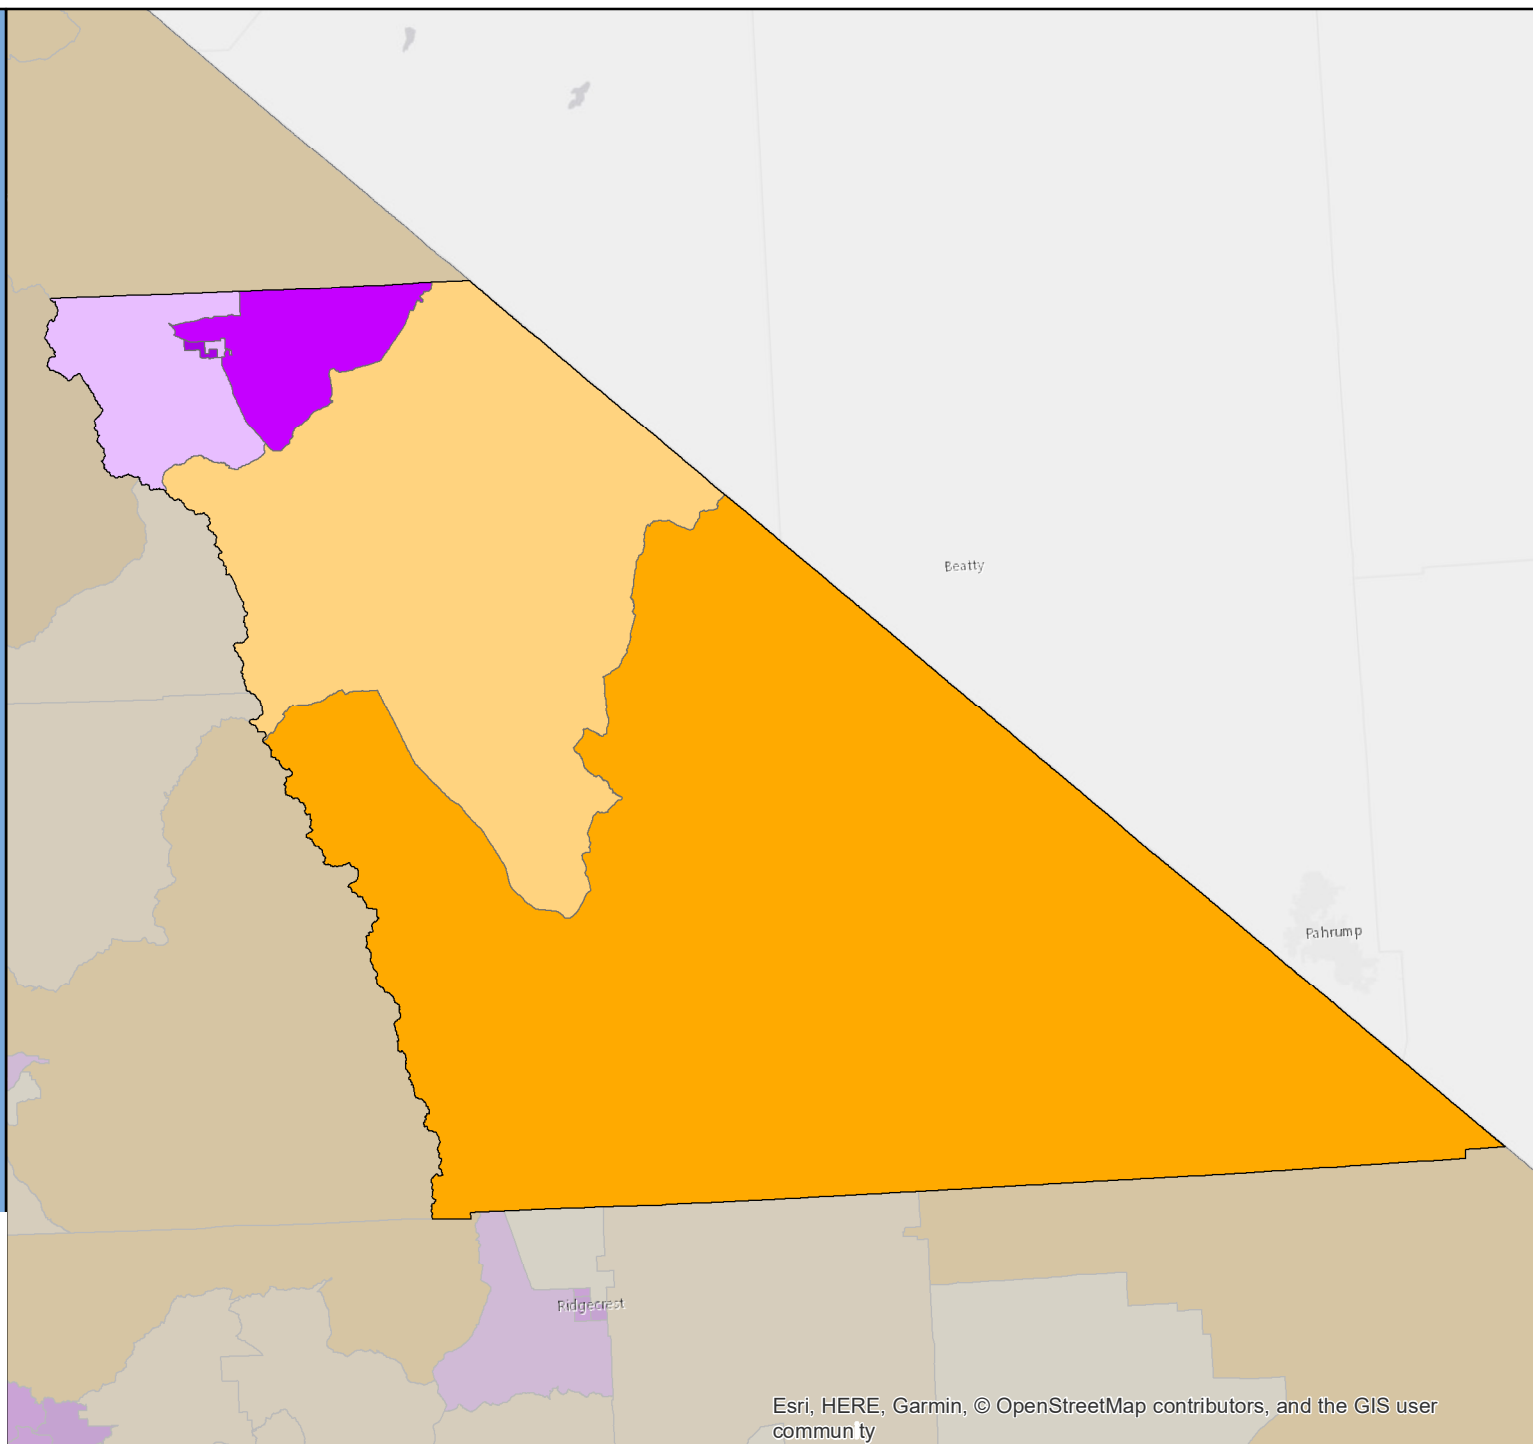 Beatty
Pahrump
Ridgecrest
Esri, HERE, Garmin, © OpenStreetMap contributors, and the GIS user
community